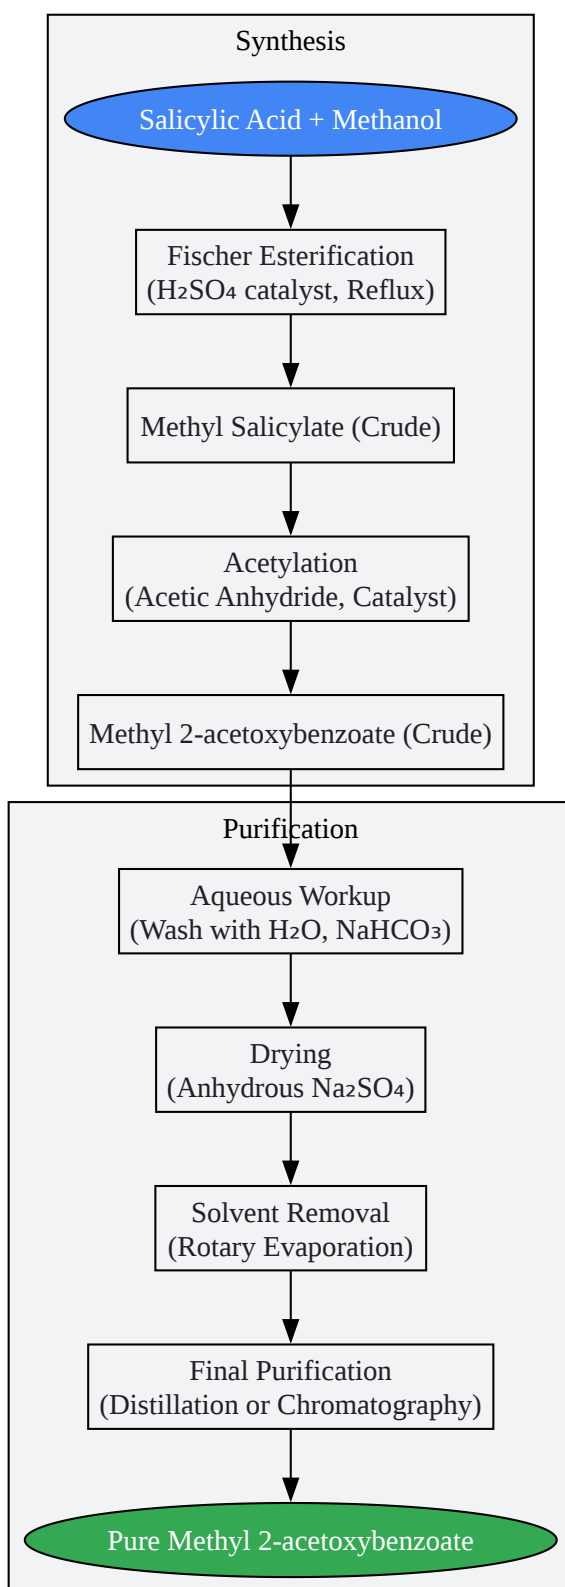 Synthesis
Salicylic Acid + Methanol
Fischer Esterification
(H₂SO₄ catalyst, Reflux)
Methyl Salicylate (Crude)
Acetylation
(Acetic Anhydride, Catalyst)
Methyl 2-acetoxybenzoate (Crude)
Purification
Aqueous Workup
(Wash with H₂O, NaHCO₃)
Drying
(Anhydrous Na₂SO₄)
Solvent Removal
(Rotary Evaporation)
Final Purification
(Distillation or Chromatography)
Pure Methyl 2-acetoxybenzoate